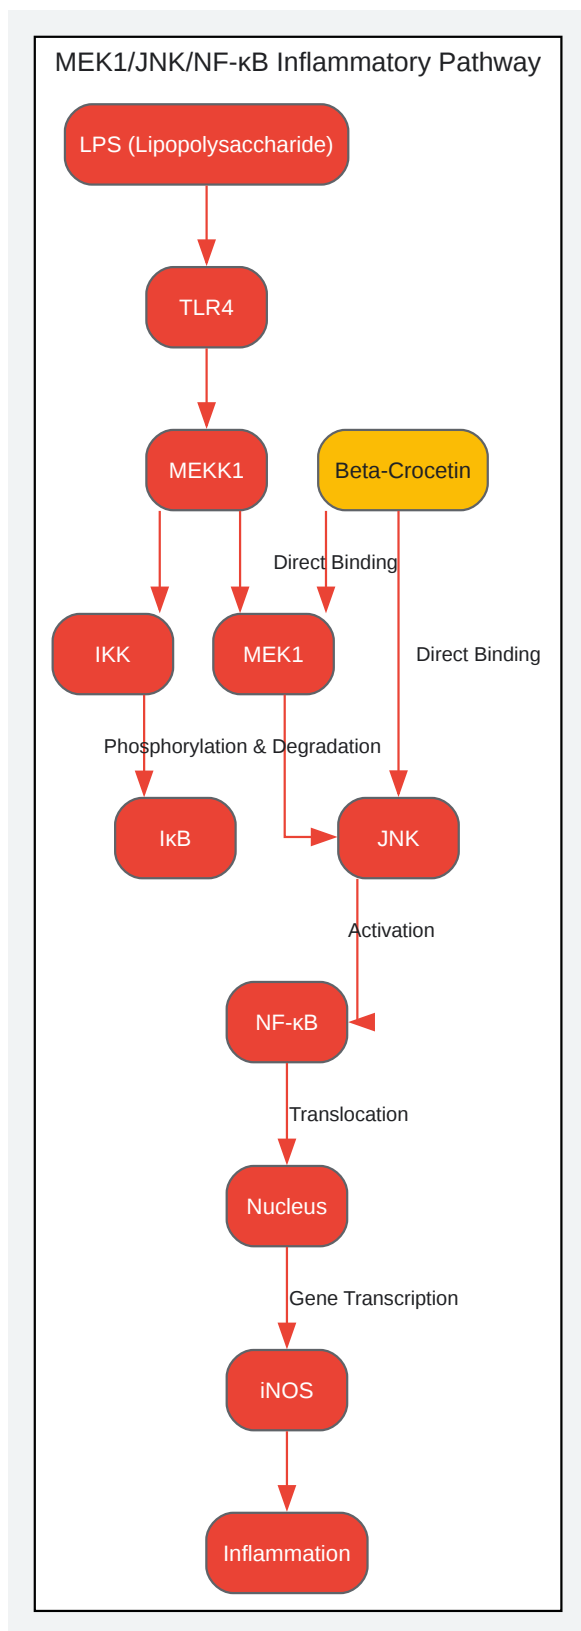 MEK1/JNK/NF-κB Inflammatory Pathway
LPS (Lipopolysaccharide)
TLR4
MEKK1
Beta-Crocetin
Direct Binding
IKK
MEK1
Direct Binding
Phosphorylation & Degradation
IκB
JNK
Activation
NF-κB
Translocation
Nucleus
Gene Transcription
iNOS
Inflammation